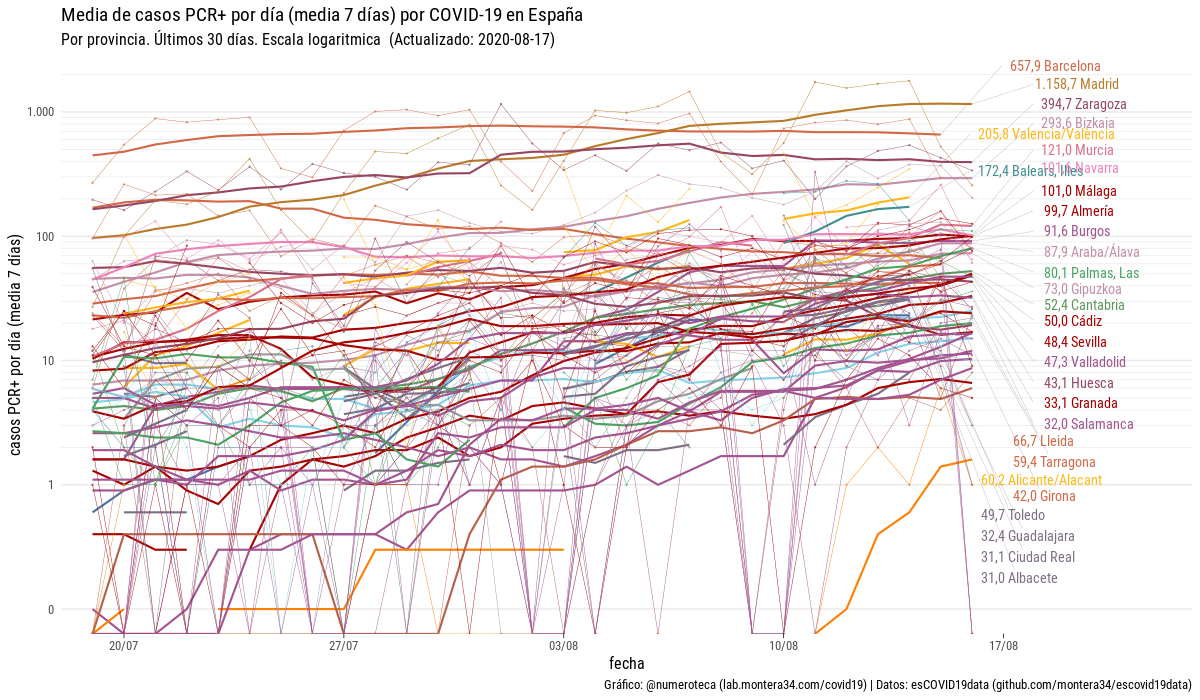 Media de casos PCR+ por día (media 7 días) por COVID-19 en España
Por provincia. Últimos 30 días. Escala logaritmica (Actualizado: 2020-08-17)
casos PCR+ por día (media 7 días)
1.000
100
10
1
0
657,9 Barcelona
1.158,7 Madrid
394,7 Zaragoza
293,6 Bizkaia
205,8 Valencia/València
121,0 Murcia
101,6 Navarra
172,4 Balears, Illes
101,0 Málaga
99,7 Almería
91,6 Burgos
87,9 Araba/Álava
80,1 Palmas, Las
73,0 Gipuzkoa
52,4 Cantabria
50,0 Cádiz
48,4 Sevilla
47,3 Valladolid
43,1 Huesca
33,1 Granada
32,0 Salamanca
66,7 Lleida
59,4 Tarragona
60,2 Alicante/Alacant
42,0 Girona
49,7 Toledo
32,4 Guadalajara
31,1 Ciudad Real
31,0 Albacete
20/07 27/07 03/08 10/08 17/08
fecha
Gráfico: @numeroteca (lab.montera34.com/covid19) | Datos: esCOVID19data (github.com/montera34/escovid19data)